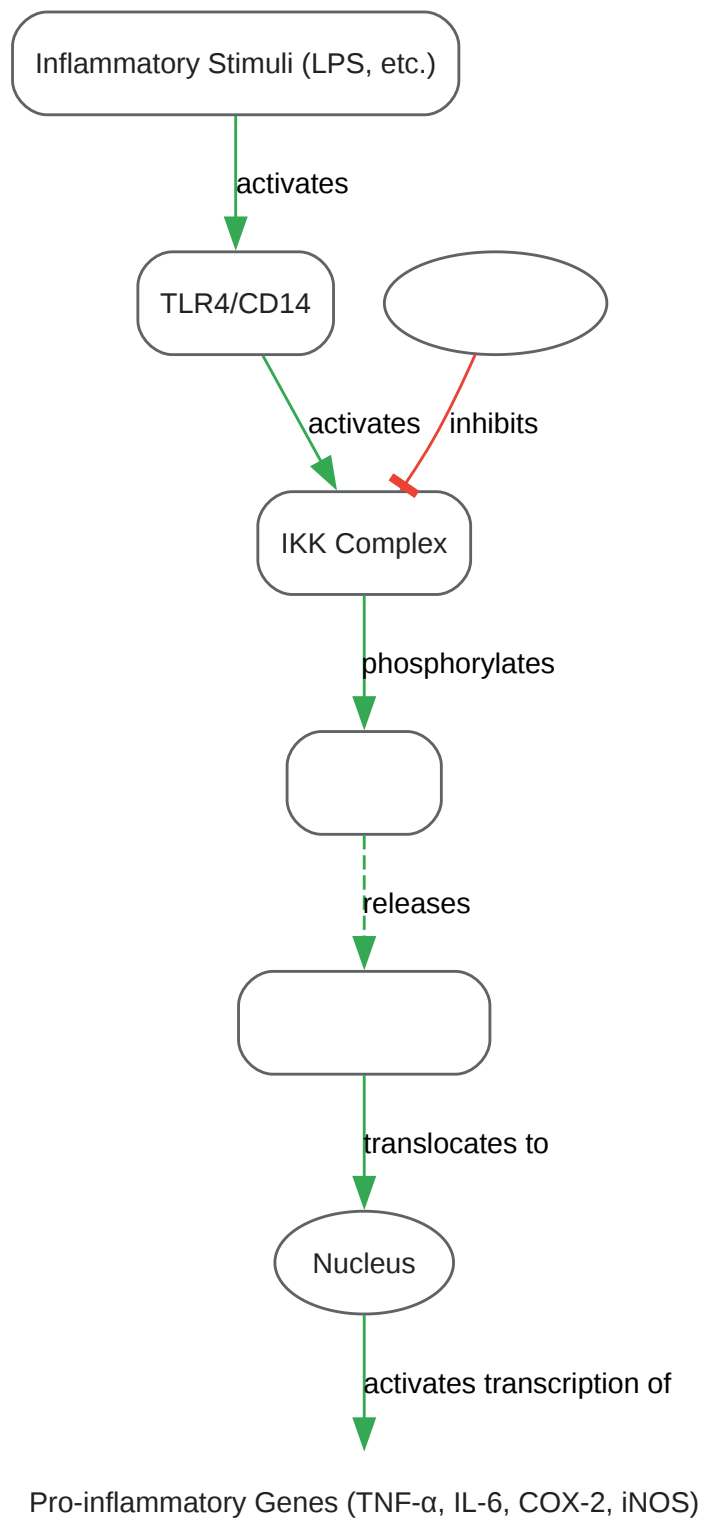 Inflammatory Stimuli (LPS, etc.)
activates
TLR4/CD14
activates
inhibits
IKK Complex
phosphorylates
releases
translocates to
Nucleus
activates transcription of
Pro-inflammatory Genes (TNF-α, IL-6, COX-2, iNOS)